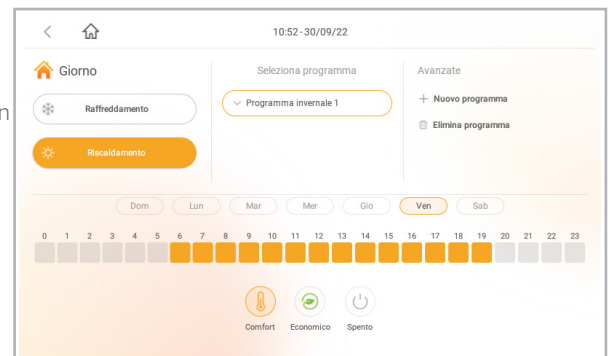 10:52-30/09/22
Giorno
Seleziona programma
Avanzate
Raffreddamento
Programma invernale 1
Nuovo programma
n
Elimina programma
Riscaldamento
Dom Lun Mar Mer Gio Ven Sab
0 1 2 3 4 5 6 7 8 9 10 11 12 13 14 15 16 17 18 19 20 21 22 23
Comfort Economico Spento